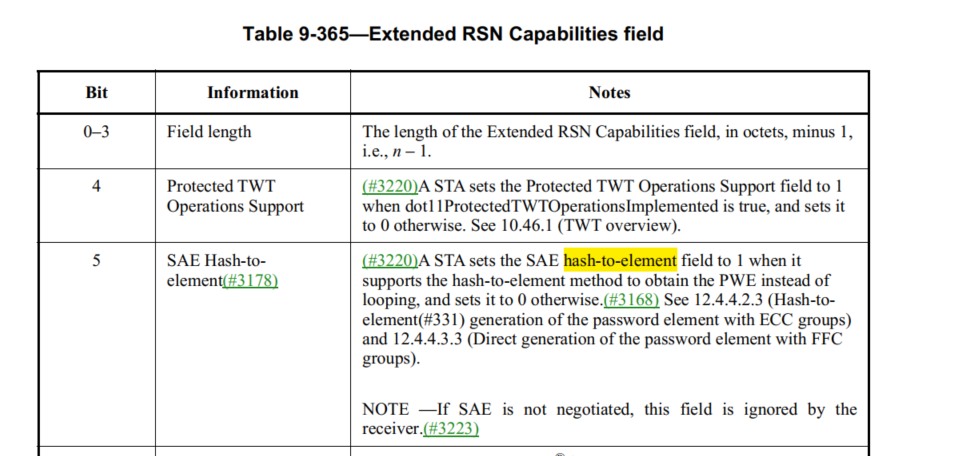 Table 9-365—Extended RSN Capabilities field
Bit
Information
Notes
0–3
Field length
The length of the Extended RSN Capabilities field, in octets, minus 1,
i.e., n – 1.
4
Protected TWT
Operations Support
(#3220)A STA sets the Protected TWT Operations Support field to 1
when dot11ProtectedTWTOperationsImplemented is true, and sets it
to 0 otherwise. See 10.46.1 (TWT overview).
5
SAE Hash-to-
element(#3178)
(#3220)A STA sets the SAE hash-to-element field to 1 when it
supports the hash-to-element method to obtain the PWE instead of
looping, and sets it to 0 otherwise.(#3168) See 12.4.4.2.3 (Hash-to-
element(#331) generation of the password element with ECC groups)
and 12.4.4.3.3 (Direct generation of the password element with FFC
groups).
NOTE —If SAE is not negotiated, this field is ignored by the
receiver.(#3223)